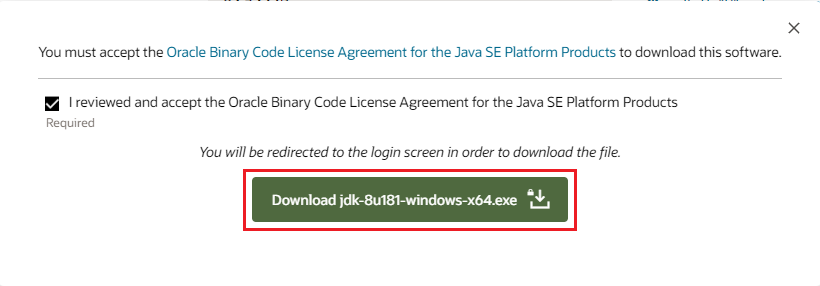 You must accept the Oracle Binary Code License Agreement for the Java SE Platform Products to download this software.
I reviewed and accept the Oracle Binary Code License Agreement for the Java SE Platform Products
Required
You will be redirected to the login screen in order to download the file.
Download jdk-8u181-windows-x64.exe